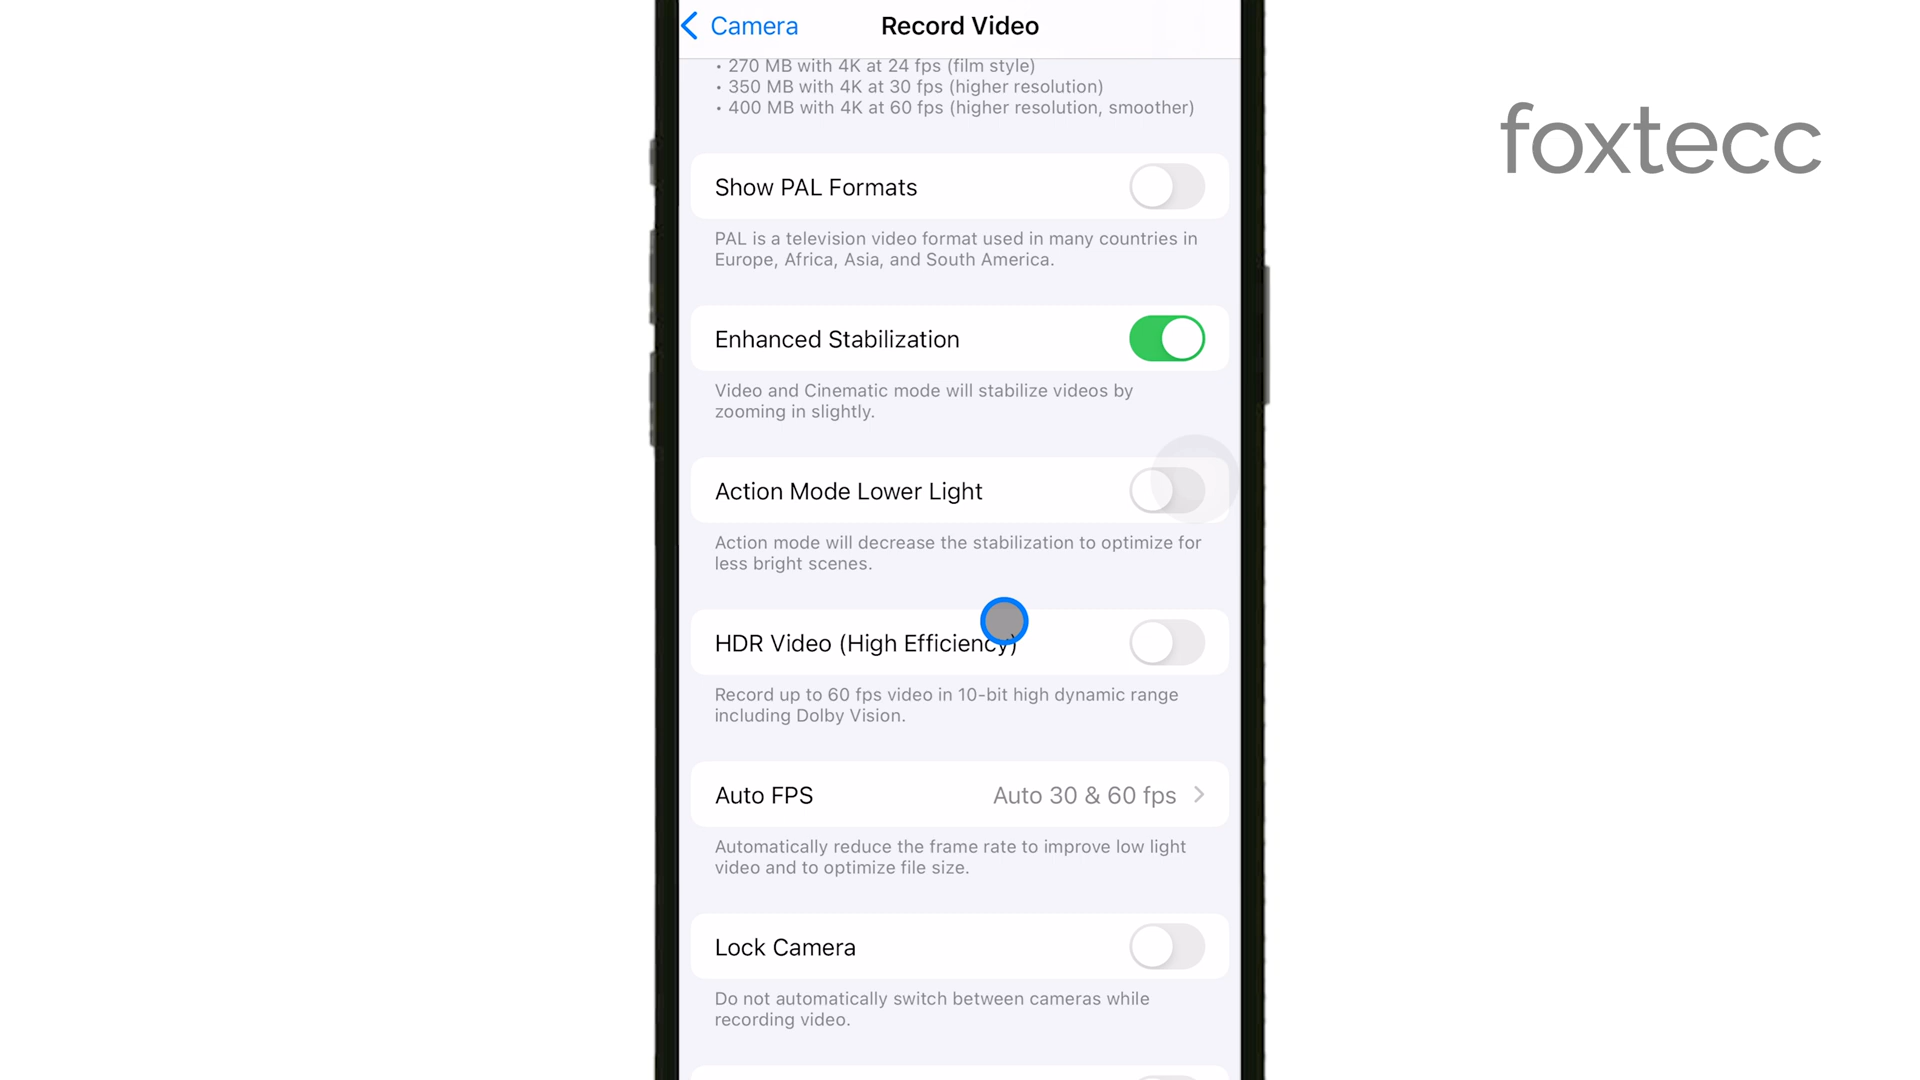 Camera
Record Video
• 270 MB with 4K at 24 fps (film style)
• 350 MB with 4K at 30 fps (higher resolution)
• 400 MB with 4K at 60 fps (higher resolution, smoother)
foxtecc
Show PAL Formats
PAL is a television video format used in many countries in
Europe, Africa, Asia, and South America.
Enhanced Stabilization
Video and Cinematic mode will stabilize videos by
zooming in slightly.
Action Mode Lower Light
Action mode will decrease the stabilization to optimize for
less bright scenes.
HDR Video (High Efficiency)
Record up to 60 fps video in 10-bit high dynamic range
including Dolby Vision.
Auto FPS
Auto 30 & 60 fps
Automatically reduce the frame rate to improve low light
video and to optimize file size.
Lock Camera
Do not automatically switch between cameras while
recording video.